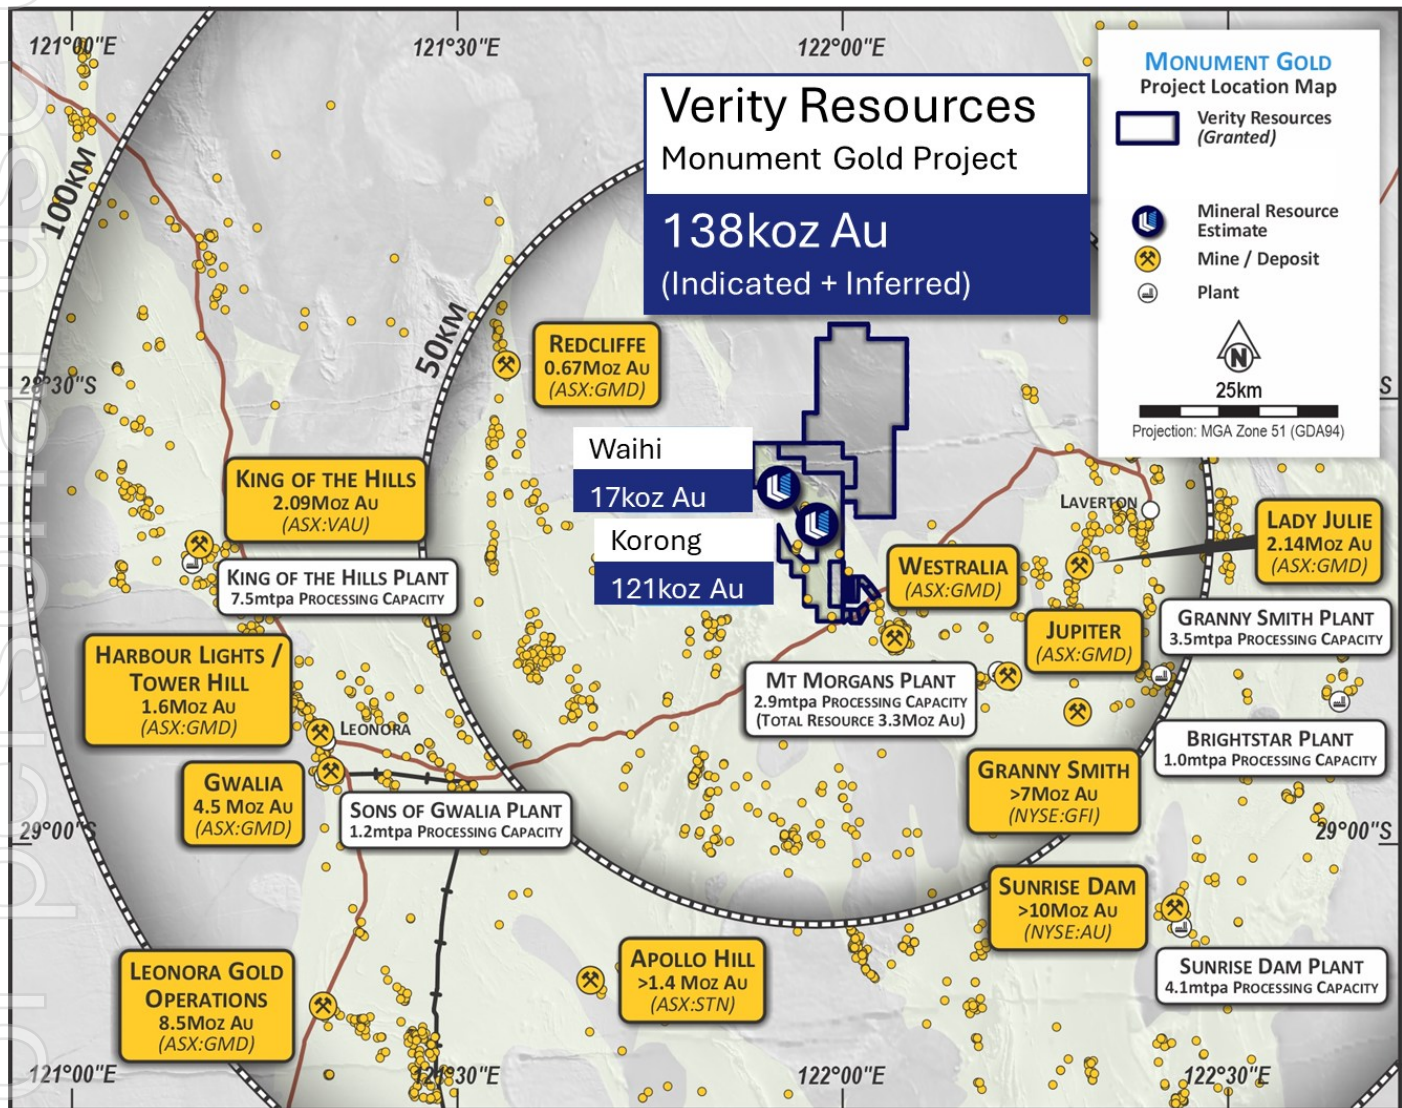 121°00"E
121°30"E
122°00"E
MONUMENT GOLD
Project Location Map
Verity Resources
(Granted)
Mineral Resource
Estimate
Mine / Deposit
Plant
N
25km
Projection: MGA Zone 51 (GDA94)
Verity Resources
Monument Gold Project
138koz Au
(Indicated + Inferred)
100KM
50KM
REDCLIFFE
0.67MOZ AU
(ASX:GMD)
28°30"S
S
Waihi
17koz Au
Korong
121koz Au
KING OF THE HILLS
2.09MOZ AU
(ASX:VAU)
KING OF THE HILLS PLANT
7.5mtpa PROCESSING CAPACITY
LAVERTON
LADY JULIE
2.14MOZ AU
(ASX:GMD)
WESTRALIA
(ASX:GMD)
JUPITER
(ASX:GMD)
GRANNY SMITH PLANT
3.5mtpa PROCESSING CAPACITY
HARBOUR LIGHTS /
TOWER HILL
1.6MOZ AU
(ASX:GMD)
LEONORA
MT MORGANS PLANT
2.9mtpa PROCESSING CAPACITY
(TOTAL RESOURCE 3.3MOZ AU)
BRIGHTSTAR PLANT
1.0mtpa PROCESSING CAPACITY
GWALIA
4.5 MOZ AU
(ASX:GMD)
SONS OF GWALIA PLANT
1.2mtpa PROCESSING CAPACITY
GRANNY SMITH
>7MOZ AU
(NYSE:GFI)
29°00"S
29°00"S
SUNRISE DAM
>10MOZ AU
(NYSE:AU)
SUNRISE DAM PLANT
4.1mtpa PROCESSING CAPACITY
LEONORA GOLD
OPERATIONS
8.5MOZ AU
(ASX:GMD)
APOLLO HILL
>1.4 MOZ AU
(ASX:STN)
121°00"E
121°30"E
122°00"E
122°30"E